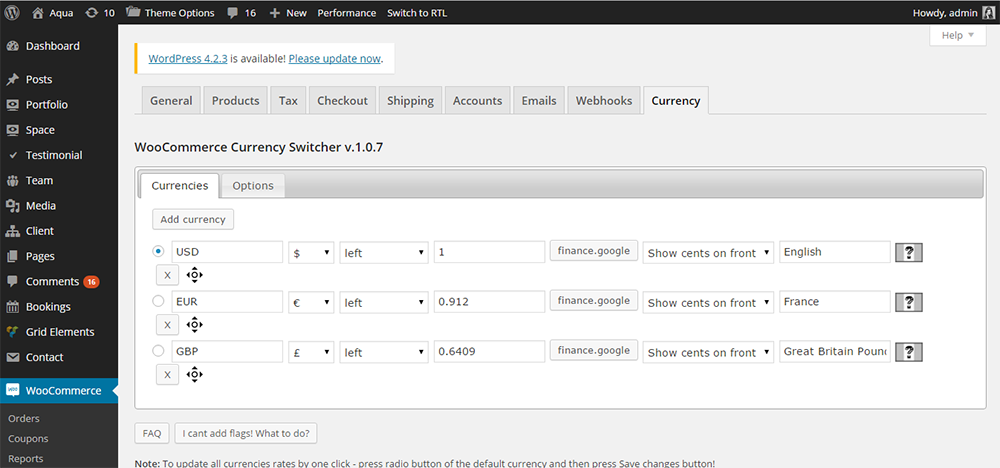 Aqua 10 Theme Options 16 + New Performance Switch to RTL Howdy, admin
Help ▼
Dashboard
WordPress 4.2.3 is available! Please update now.
Posts
Portfolio
Space
Testimonial
Team
Media
Client
Pages
Comments 16
Bookings
Grid Elements
Contact
WooCommerce
Orders
Coupons
Reports
General Products Tax Checkout Shipping Accounts Emails Webhooks Currency
WooCommerce Currency Switcher v.1.0.7
Currencies Options
Add currency
USD $ left 1 finance.google Show cents on front English ?
X
EUR € left 0.912 finance.google Show cents on front France ?
X
GBP £ left 0.6409 finance.google Show cents on front Great Britain Poun ?
X
FAQ I cant add flags! What to do?
Note: To update all currencies rates by one click - press radio button of the default currency and then press Save changes button!